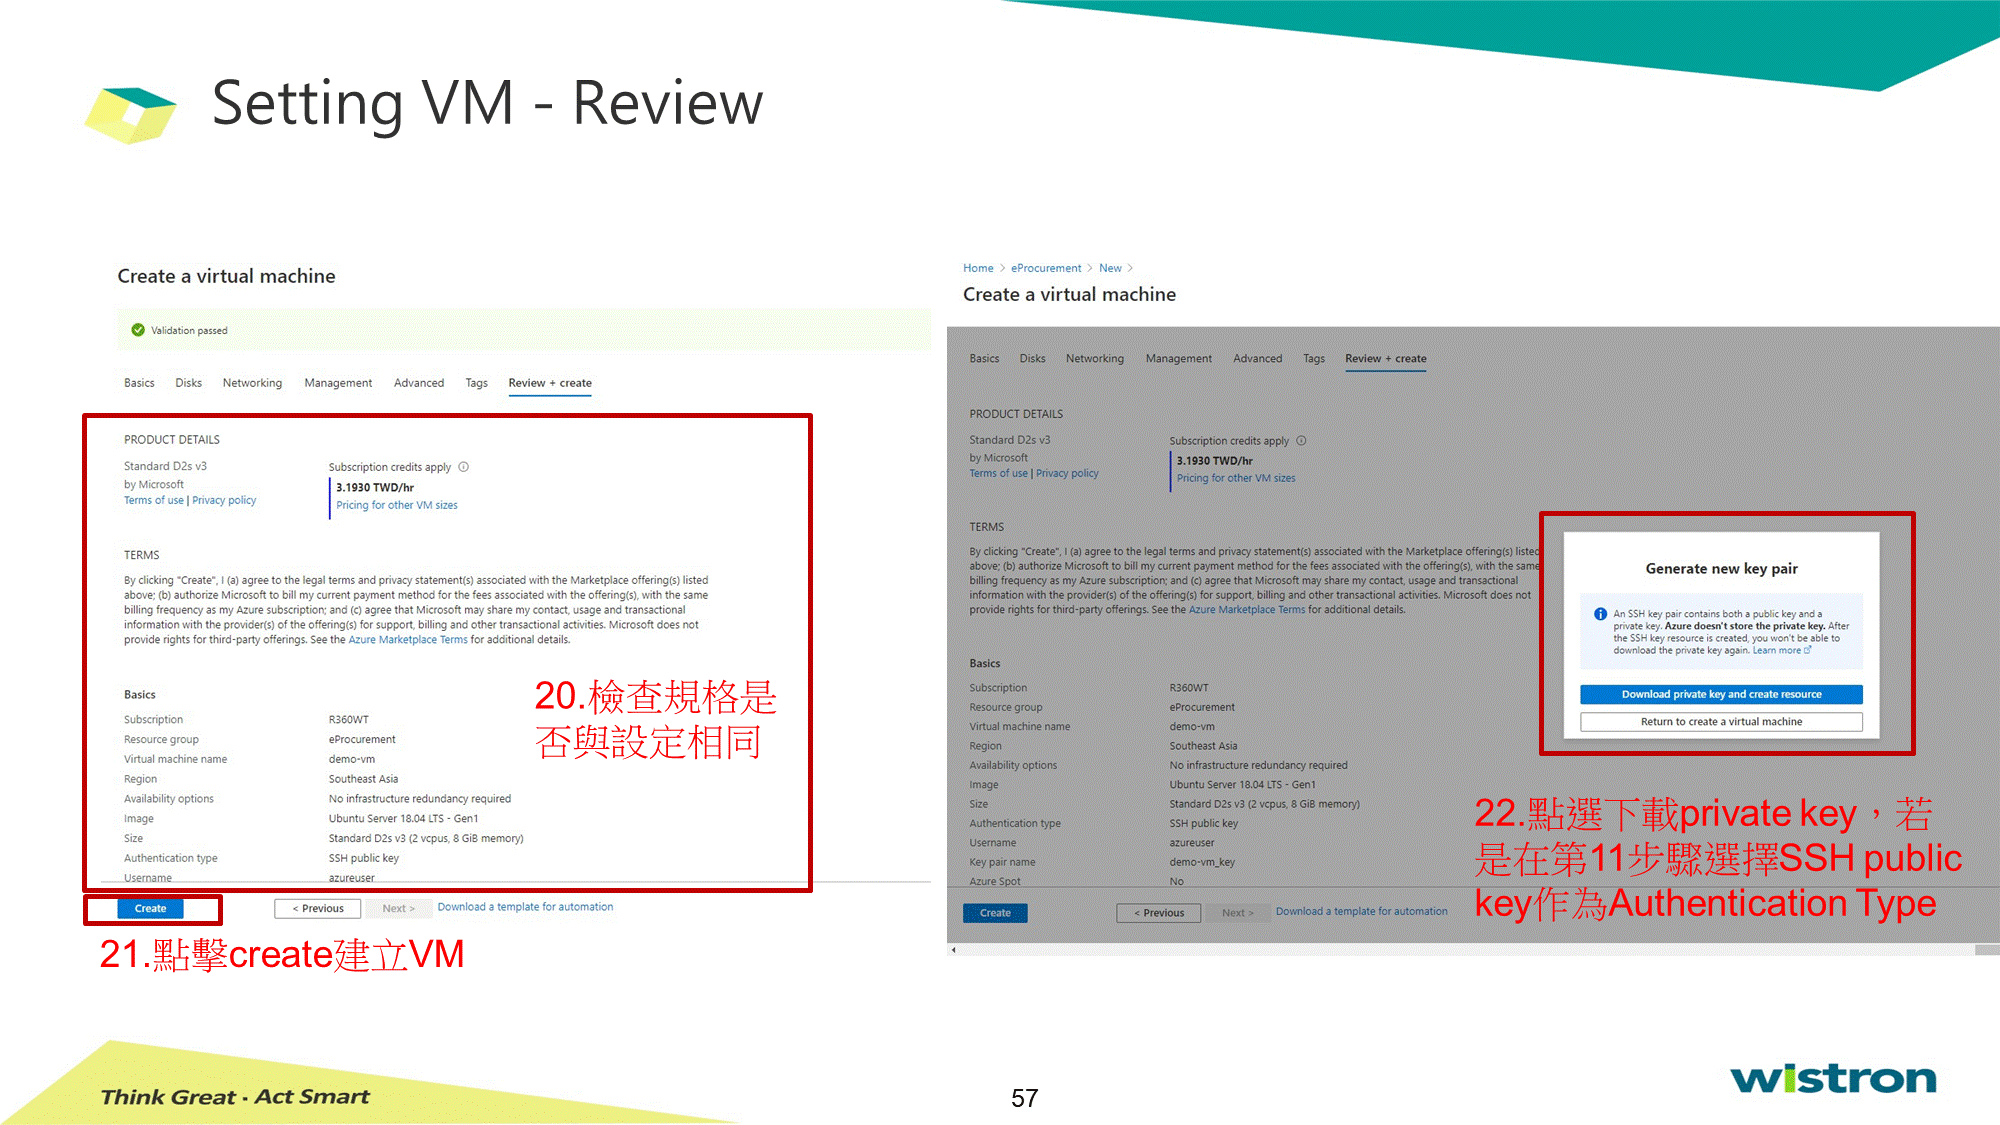 Setting VM - Review
Create a virtual machine
Validation passed
Basics Disks Networking Management Advanced Tags Review + create
PRODUCT DETAILS
Standard D2s v3
by Microsoft
Terms of use | Privacy policy
Subscription credits apply
3.1930 TWD/hr
Pricing for other VM sizes
TERMS
By clicking "Create", I (a) agree to the legal terms and privacy statement(s) associated with the Marketplace offering(s) listed
above; (b) authorize Microsoft to bill my current payment method for the fees associated with the offering(s), with the same
billing frequency as my Azure subscription; and (c) agree that Microsoft may share my contact, usage and transactional
information with the provider(s) of the offering(s) for support, billing and other transactional activities. Microsoft does not
provide rights for third-party offerings. See the Azure Marketplace Terms for additional details.
Basics
Subscription R360WT
Resource group eProcurement
Virtual machine name demo-vm
Region Southeast Asia
Availability options No infrastructure redundancy required
Image Ubuntu Server 18.04 LTS - Gen1
Size Standard D2s v3 (2 vcpus, 8 GiB memory)
Authentication type SSH public key
Username azureuser
20.檢查規格是
否與設定相同
Create < Previous Next > Download a template for automation
21.點擊create建立VM
Home > eProcurement > New >
Create a virtual machine
Basics Disks Networking Management Advanced Tags Review + create
PRODUCT DETAILS
Standard D2s v3
by Microsoft
Terms of use | Privacy policy
Subscription credits apply
3.1930 TWD/hr
Pricing for other VM sizes
TERMS
By clicking "Create", I (a) agree to the legal terms and privacy statement(s) associated with the Marketplace offering(s) listed
above; (b) authorize Microsoft to bill my current payment method for the fees associated with the offering(s), with the same
billing frequency as my Azure subscription; and (c) agree that Microsoft may share my contact, usage and transactional
information with the provider(s) of the offering(s) for support, billing and other transactional activities. Microsoft does not
provide rights for third-party offerings. See the Azure Marketplace Terms for additional details.
Basics
Subscription R360WT
Resource group eProcurement
Virtual machine name demo-vm
Region Southeast Asia
Availability options No infrastructure redundancy required
Image Ubuntu Server 18.04 LTS - Gen1
Size Standard D2s v3 (2 vcpus, 8 GiB memory)
Authentication type SSH public key
Username azureuser
Key pair name demo-vm_key
Azure Spot No
Create < Previous Next > Download a template for automation
Generate new key pair
An SSH key pair contains both a public key and a
private key. Azure doesn't store the private key. After
the SSH key resource is created, you won't be able to
download the private key again. Learn more
Download private key and create resource
Return to create a virtual machine
22.點選下載private key，若
是在第11步驟選擇SSH public
key作為Authentication Type
Think Great · Act Smart
57
wistron